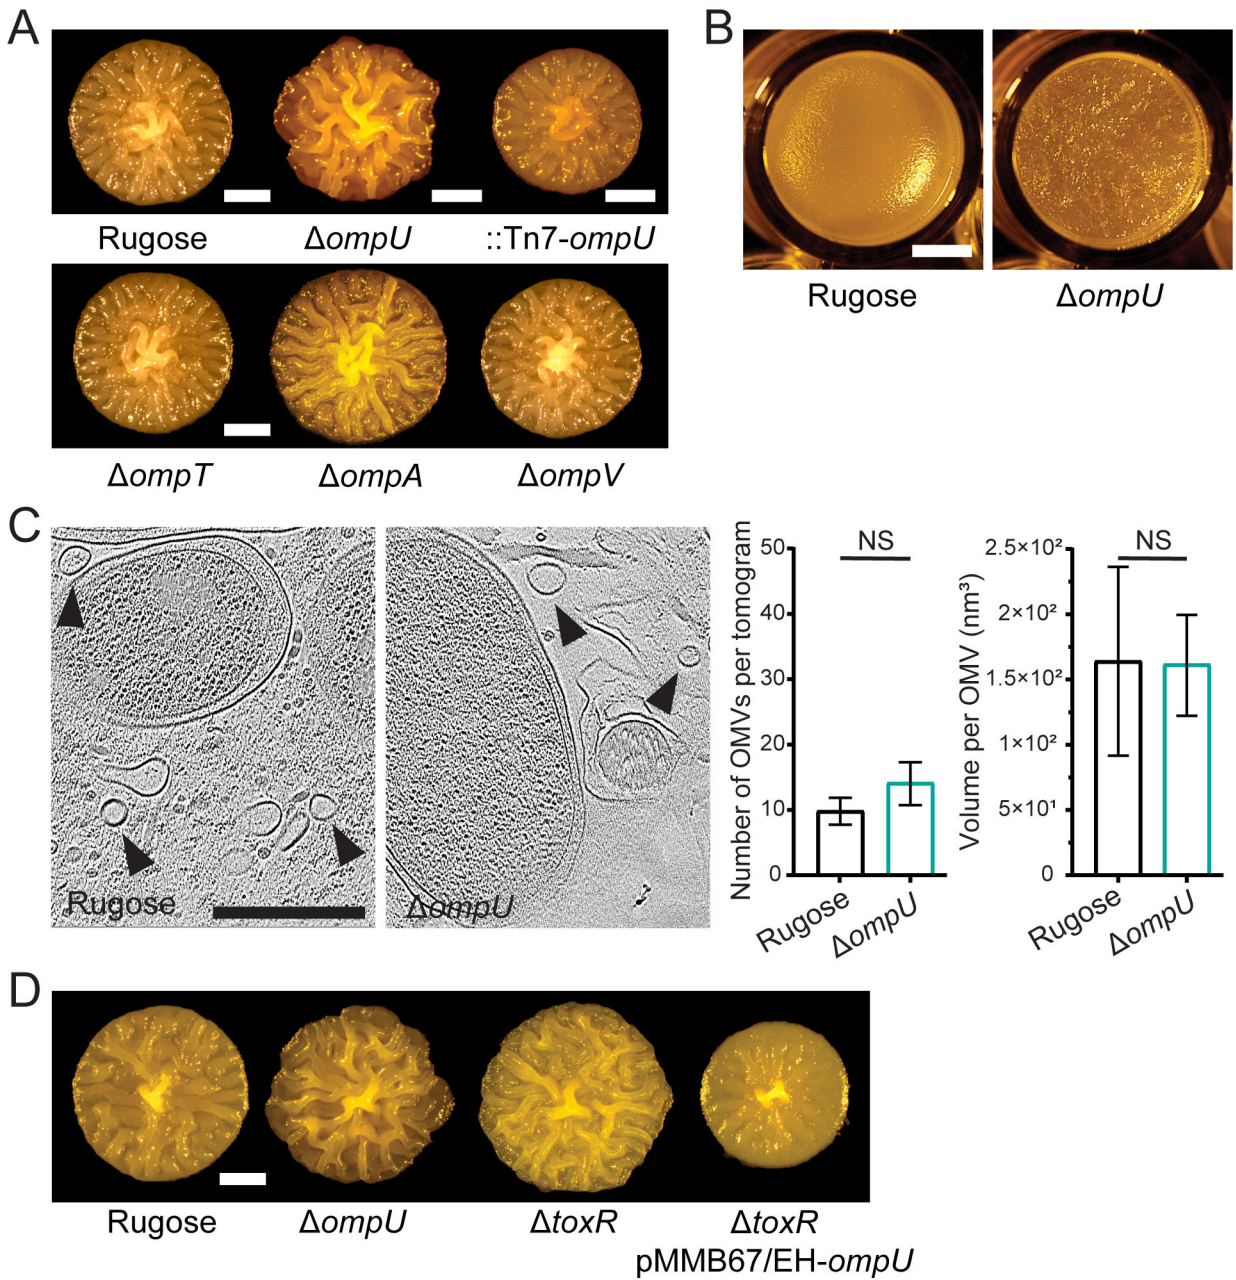 A
Rugose
ΔompU
::Tn7-ompU
ΔompT
ΔompA
ΔompV
B
Rugose
ΔompU
C
Rugose
ΔompU
Number of OMVs per tomogram
50
40
30
20
10
0
NS
Rugose
ΔompU
Volume per OMV (nm³)
2.5×10²
2×10²
1.5×10²
1×10²
5×10¹
0
NS
Rugose
ΔompU
D
Rugose
ΔompU
ΔtoxR
ΔtoxR
pMMB67/EH-ompU